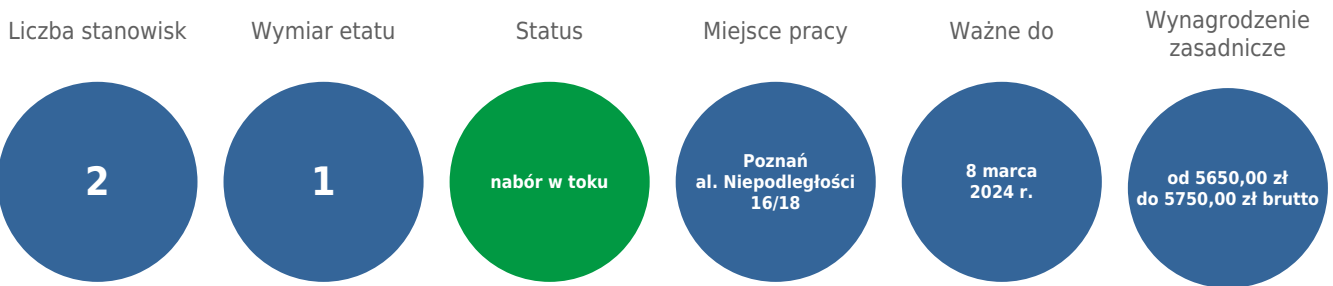 Liczba stanowisk
2
Wymiar etatu
1
Status
nabór w toku
Miejsce pracy
Poznań
al. Niepodległości
16/18
Ważne do
8 marca
2024 r.
Wynagrodzenie
zasadnicze
od 5650,00 zł
do 5750,00 zł brutto